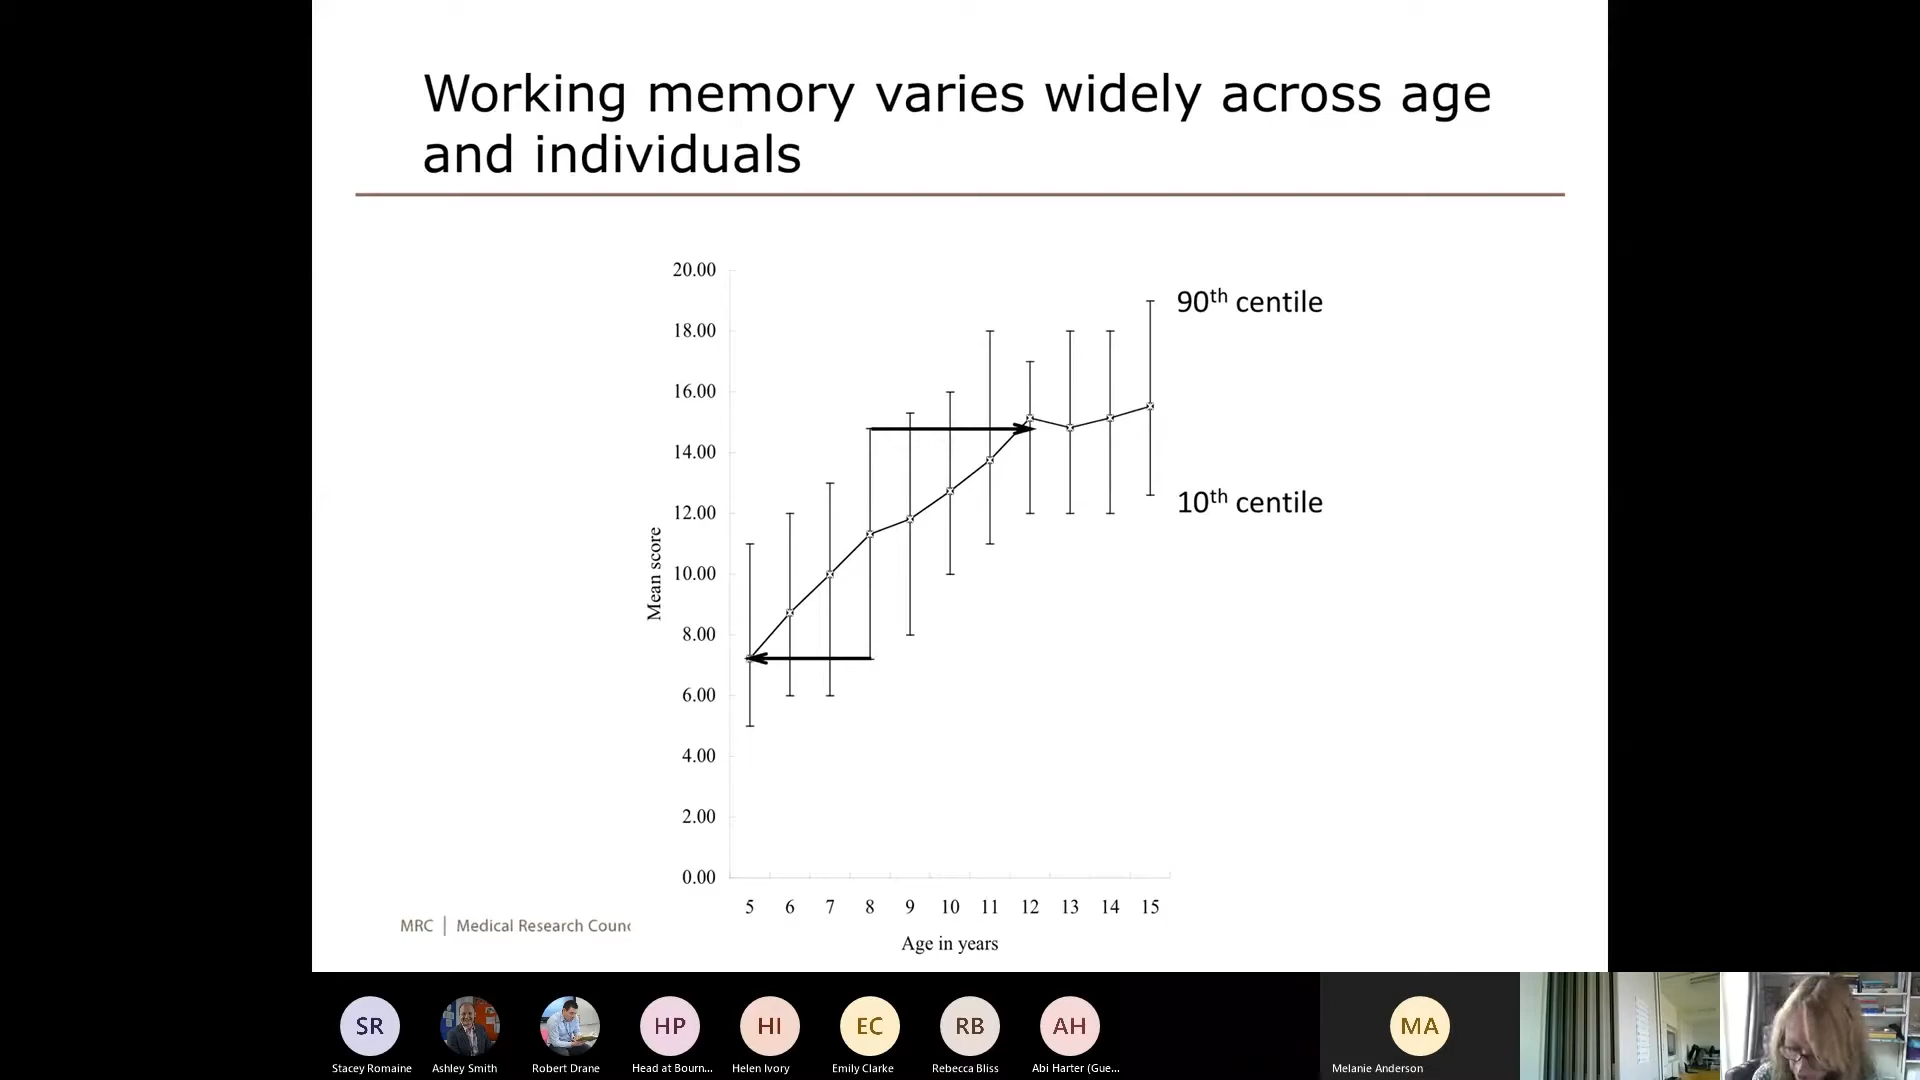 Working memory varies widely across age
and individuals
20.00
18.00
16.00
14.00
12.00
10.00
8.00
6.00
4.00
2.00
0.00
Mean score
90th centile
10th centile
5 6 7 8 9 10 11 12 13 14 15
Age in years
MRC | Medical Research Counc
SR
HP
HI
EC
RB
AH
MA
Stacey Romaine
Ashley Smith
Robert Drane
Head at Bourn...
Helen Ivory
Emily Clarke
Rebecca Bliss
Abi Harter (Gue...
Melanie Anderson